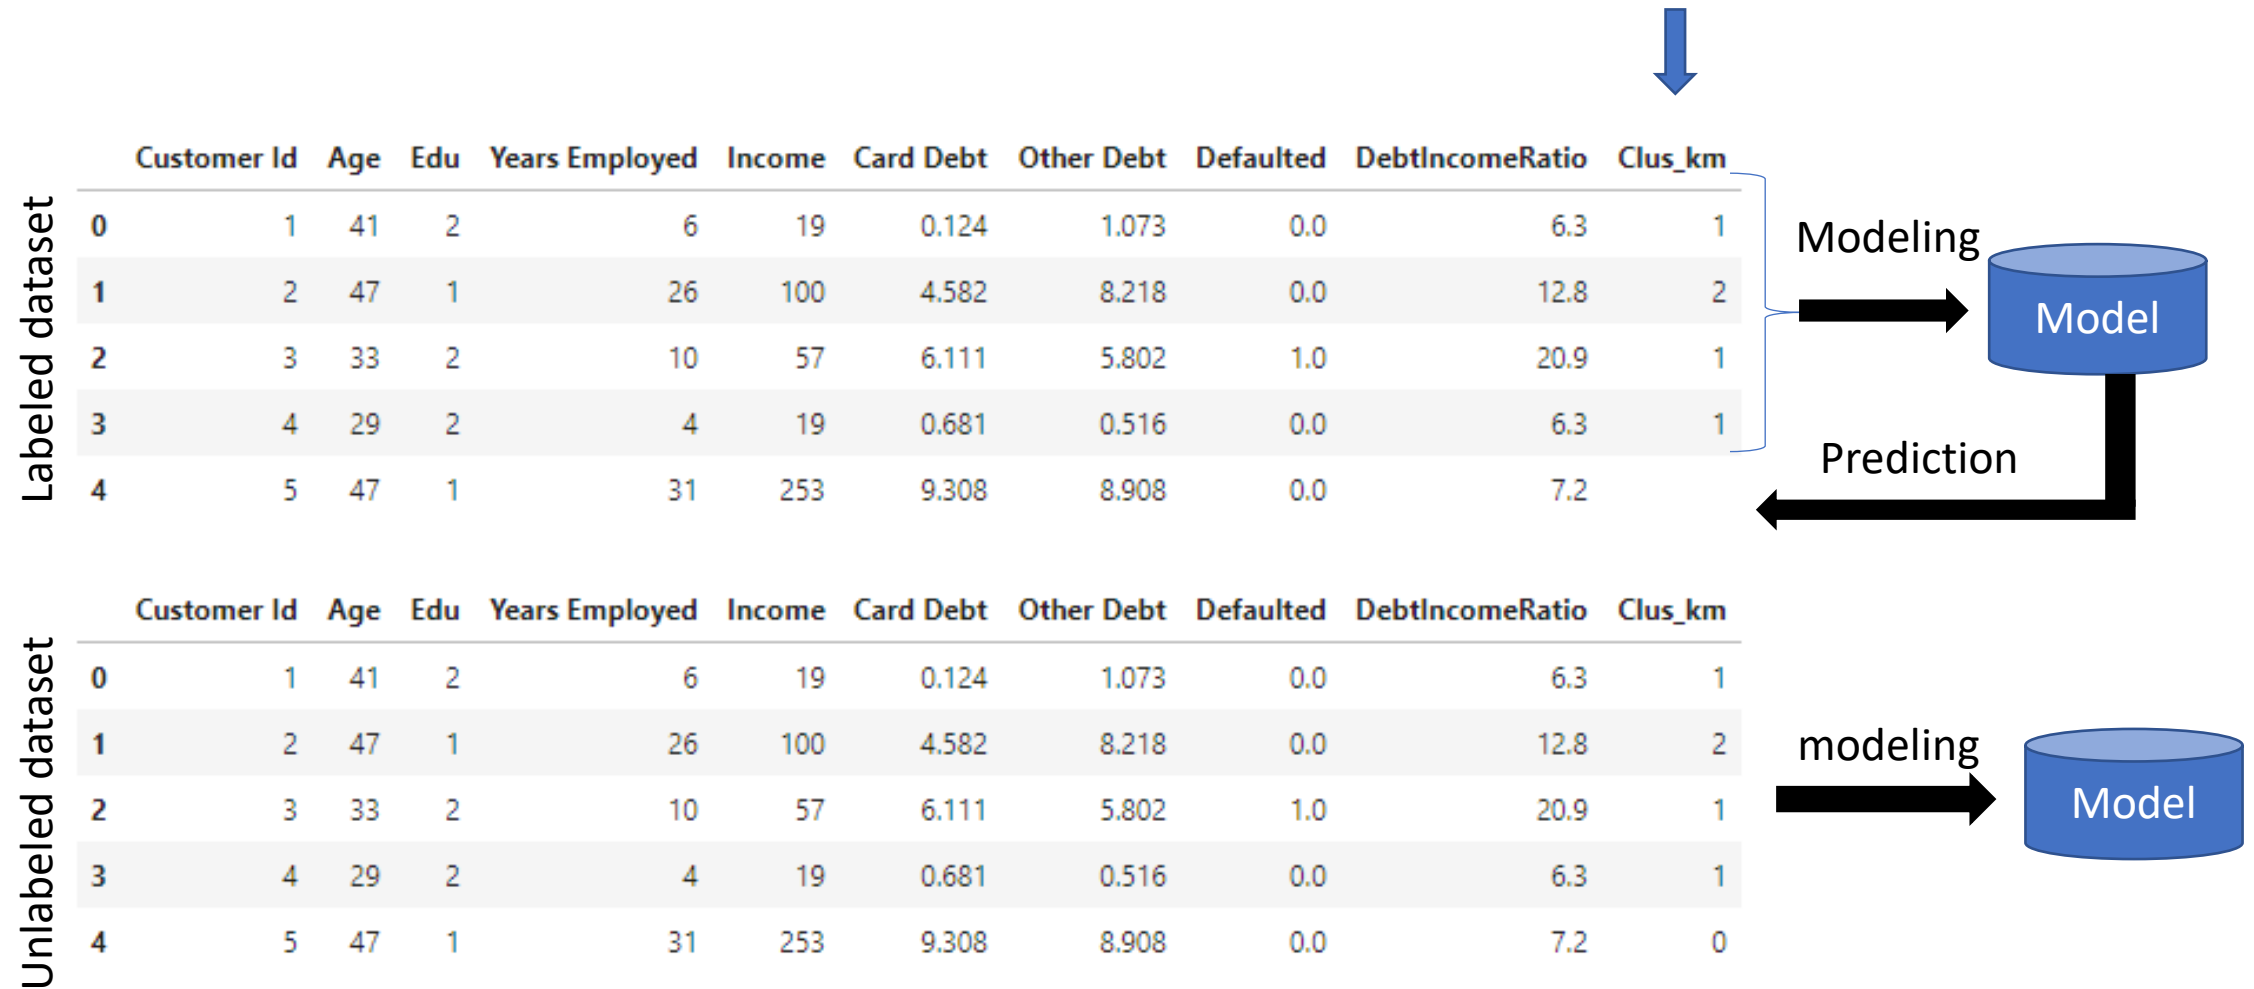 Customer Id Age Edu Years Employed Income Card Debt Other Debt Defaulted DebtIncomeRatio Clus_km
Labeled dataset
0 1 41 2 6 19 0.124 1.073 0.0 6.3 1
1 2 47 1 26 100 4.582 8.218 0.0 12.8 2
2 3 33 2 10 57 6.111 5.802 1.0 20.9 1
3 4 29 2 4 19 0.681 0.516 0.0 6.3 1
4 5 47 1 31 253 9.308 8.908 0.0 7.2
Modeling
Model
Prediction
Customer Id Age Edu Years Employed Income Card Debt Other Debt Defaulted DebtIncomeRatio Clus_km
Unlabeled dataset
0 1 41 2 6 19 0.124 1.073 0.0 6.3 1
1 2 47 1 26 100 4.582 8.218 0.0 12.8 2
2 3 33 2 10 57 6.111 5.802 1.0 20.9 1
3 4 29 2 4 19 0.681 0.516 0.0 6.3 1
4 5 47 1 31 253 9.308 8.908 0.0 7.2 0
modeling
Model